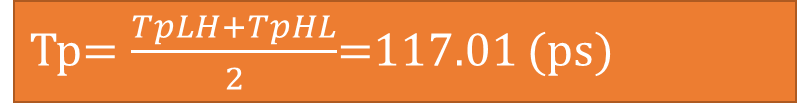 Tp= TpLH+TpHL/2 =117.01 (ps)